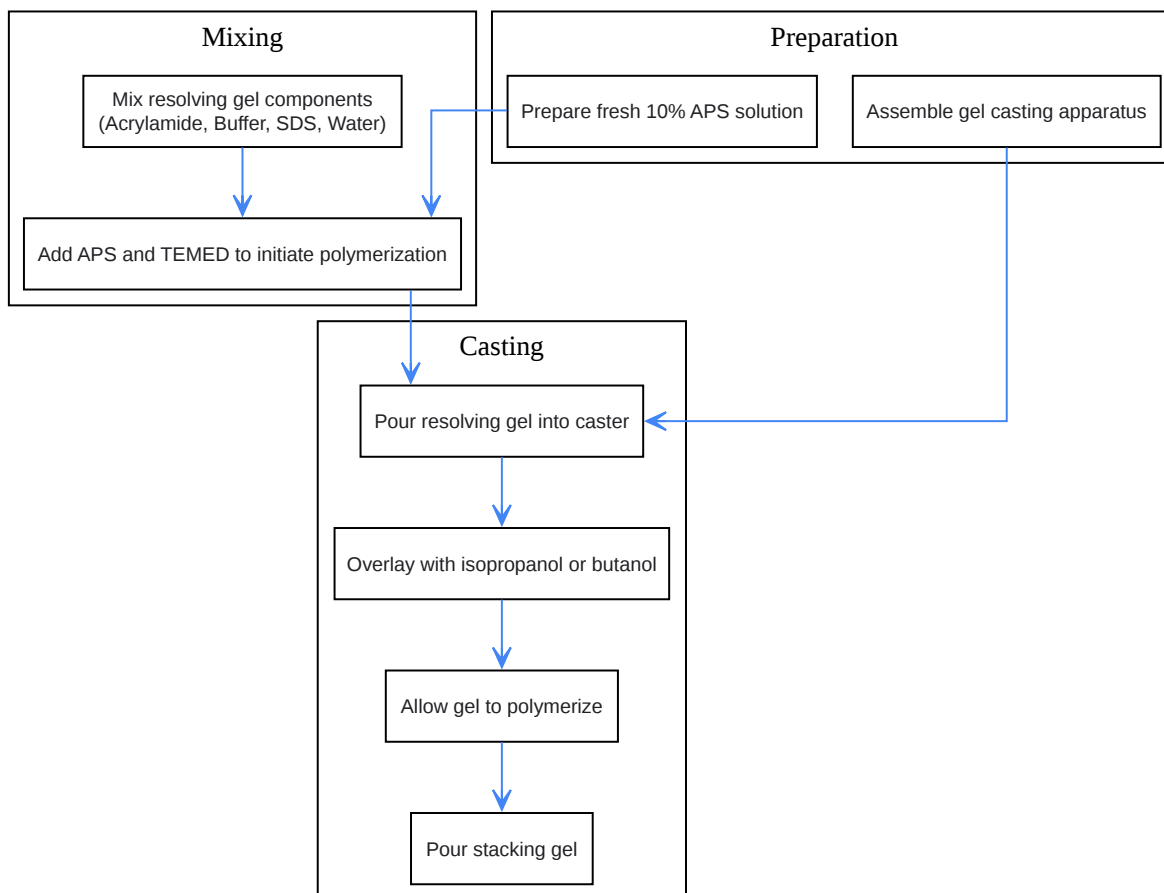 Mixing
Mix resolving gel components
(Acrylamide, Buffer, SDS, Water)
Add APS and TEMED to initiate polymerization
Preparation
Prepare fresh 10% APS solution
Assemble gel casting apparatus
Casting
Pour resolving gel into caster
Overlay with isopropanol or butanol
Allow gel to polymerize
Pour stacking gel